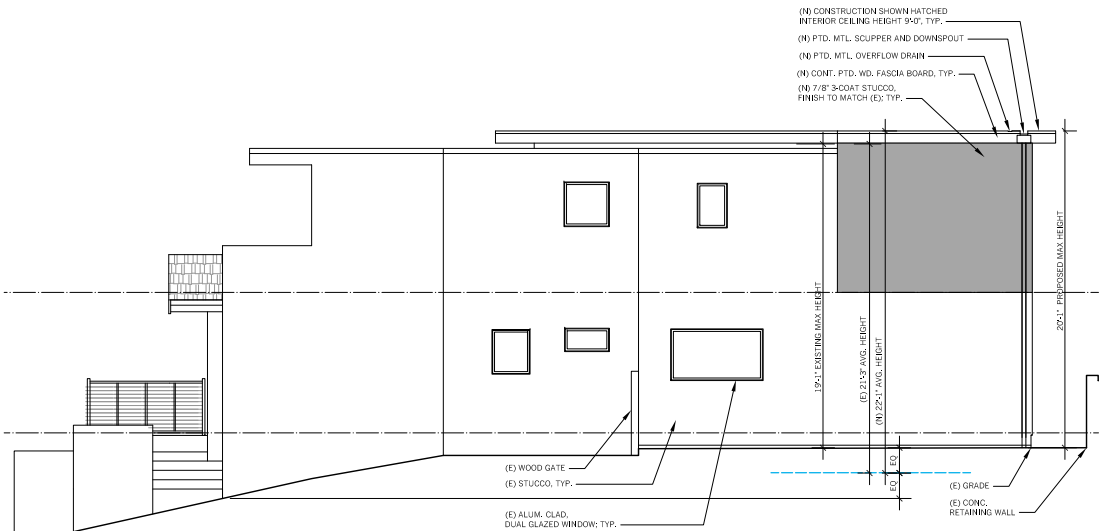 (N) CONSTRUCTION SHOWN HATCHED
INTERIOR CEILING HEIGHT 9'-0", TYP.
(N) PTD. MTL. SCUPPER AND DOWNSPOUT
(N) PTD. MTL. OVERFLOW DRAIN
(N) CONT. PTD. WD. FASCIA BOARD, TYP.
(N) 7/8" 3-COAT STUCCO,
FINISH TO MATCH (E); TYP.
19'-1" EXISTING MAX HEIGHT
(E) 21'-3" AVG. HEIGHT
(N) 22'-1" AVG. HEIGHT
20'-1" PROPOSED MAX HEIGHT
EQ
EQ
(E) WOOD GATE
(E) STUCCO, TYP.
(E) ALUM. CLAD,
DUAL GLAZED WINDOW; TYP.
(E) GRADE
(E) CONC.
RETAINING WALL